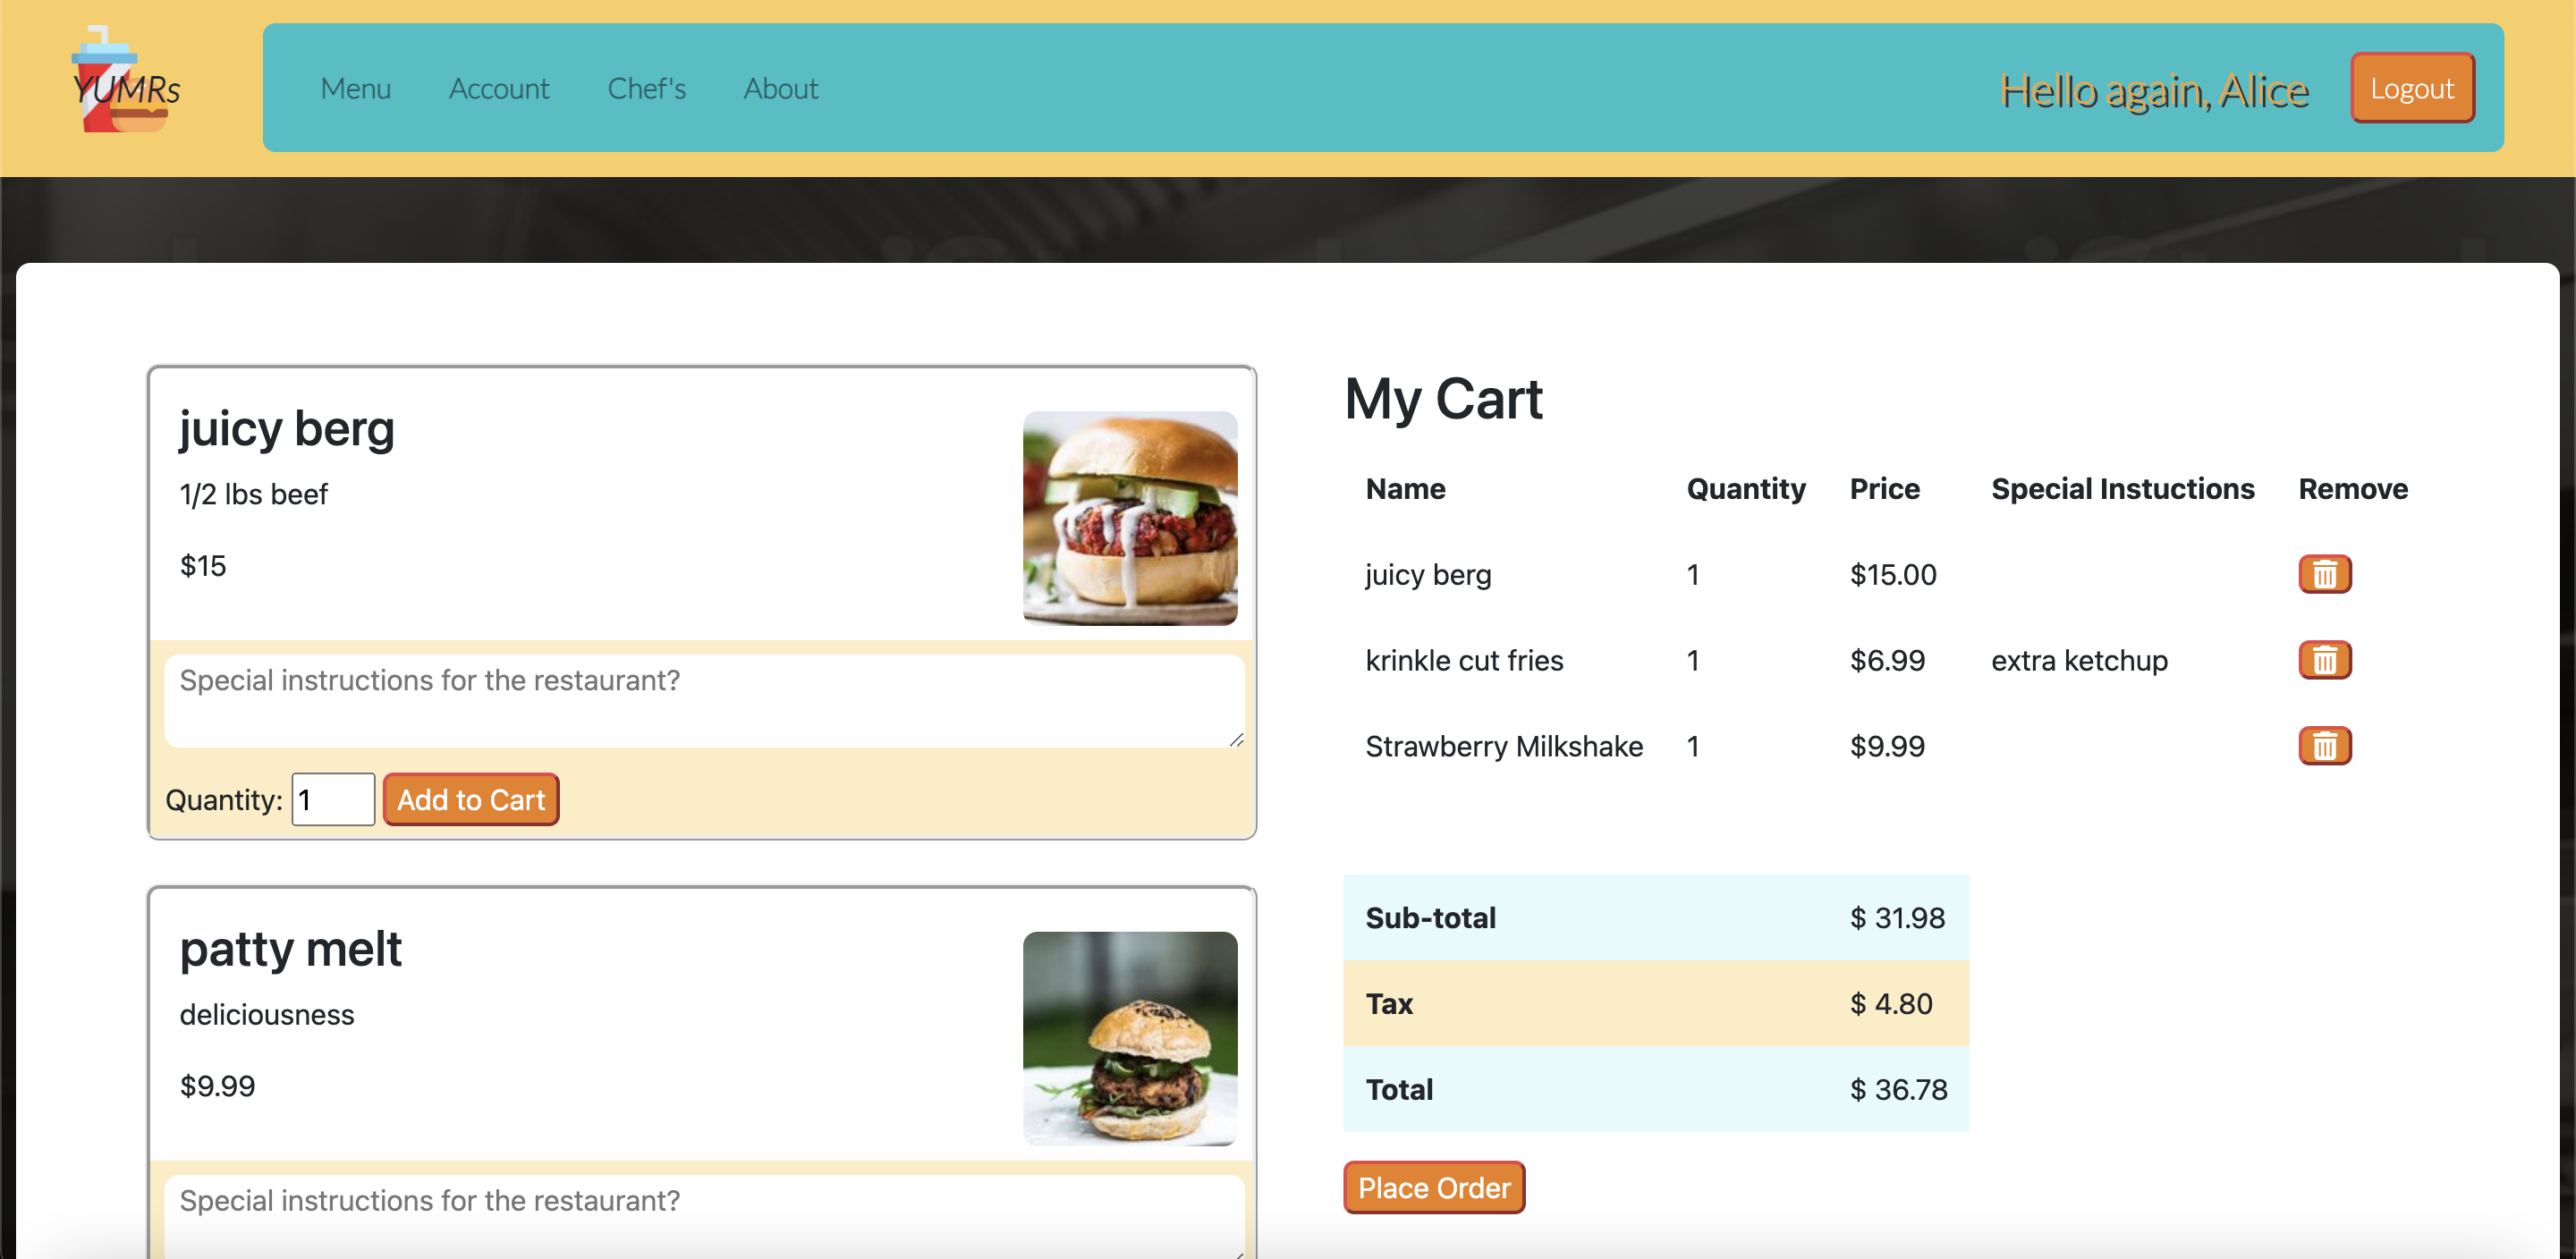 YUMRs
Menu Account Chef's About
Hello again, Alice
Logout
juicy berg
1/2 lbs beef
$15
Special instructions for the restaurant?
Quantity: 1 Add to Cart
patty melt
deliciousness
$9.99
Special instructions for the restaurant?
My Cart
Name Quantity Price Special Instuctions Remove
juicy berg 1 $15.00
krinkle cut fries 1 $6.99 extra ketchup
Strawberry Milkshake 1 $9.99
Sub-total $ 31.98
Tax $ 4.80
Total $ 36.78
Place Order